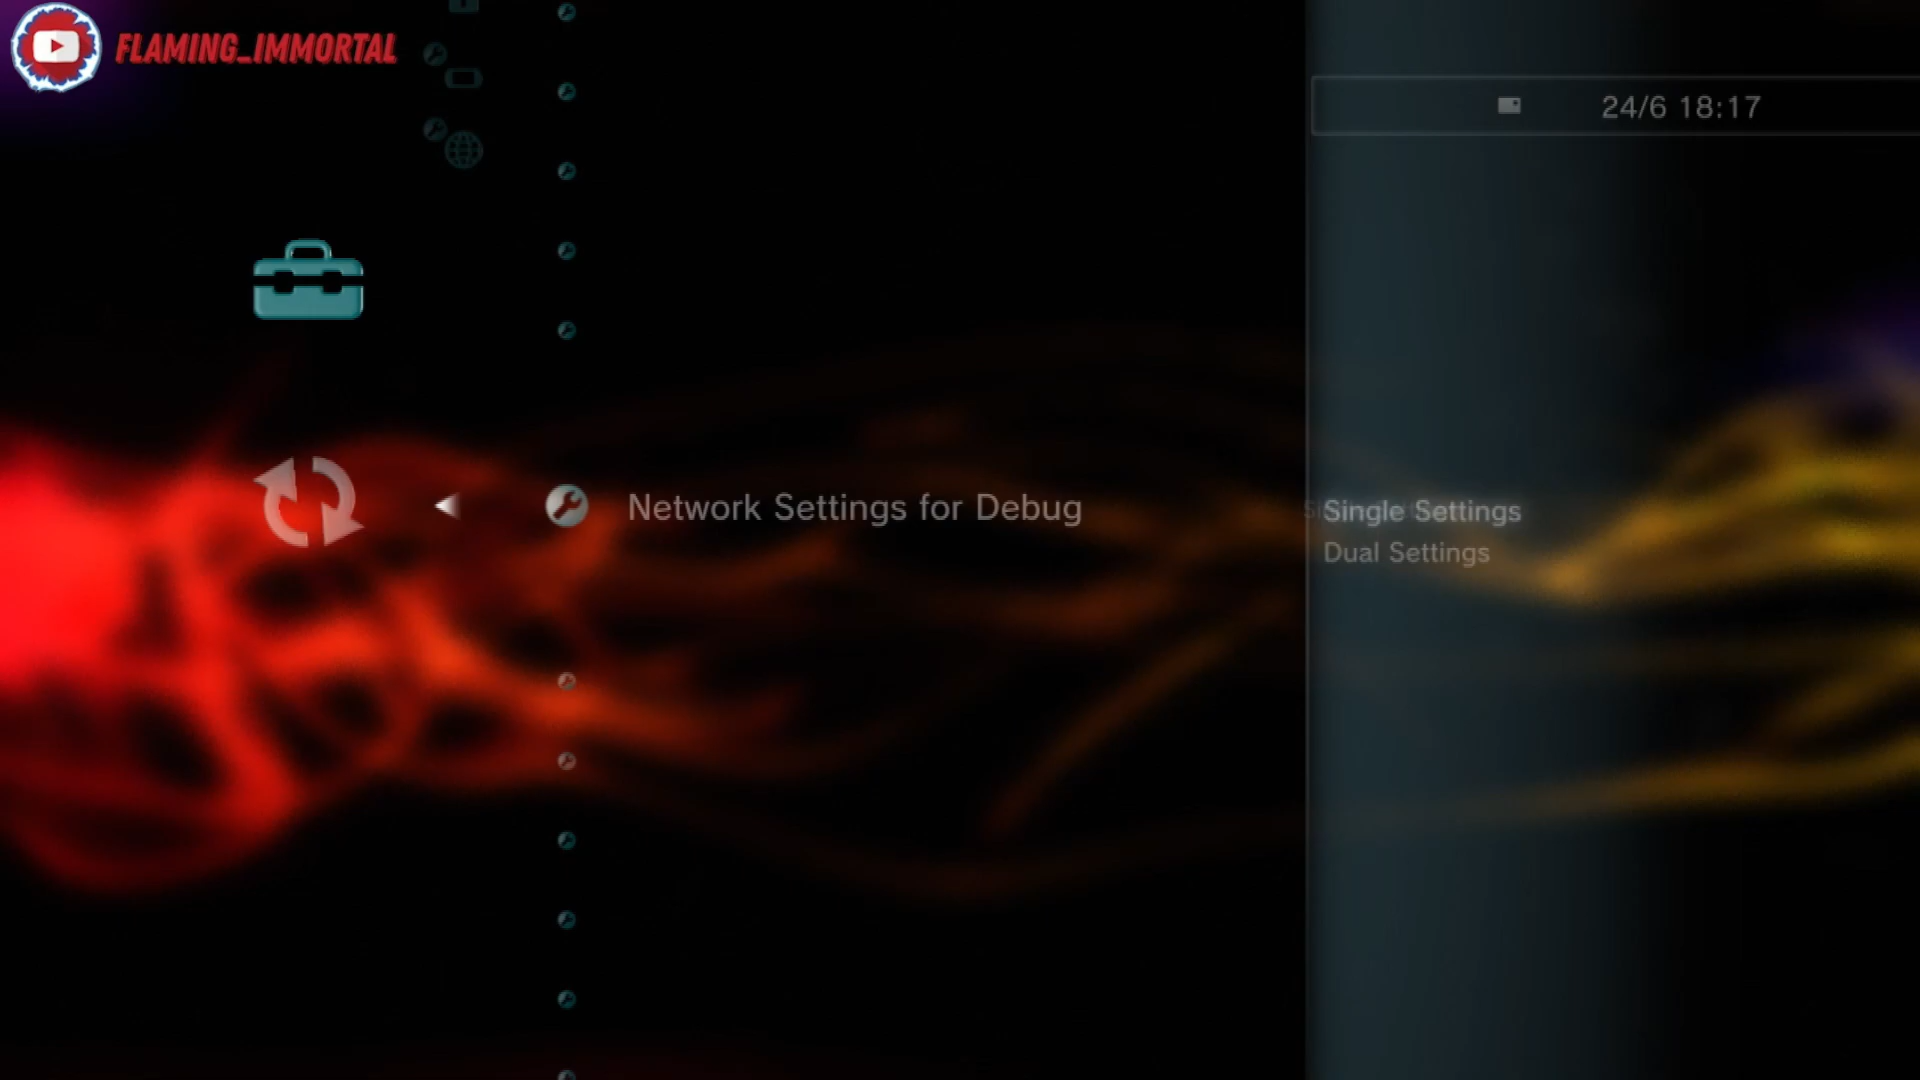 FLAMING_IMMORTAL
24/6 18:17
Network Settings for Debug
Single Settings
Dual Settings